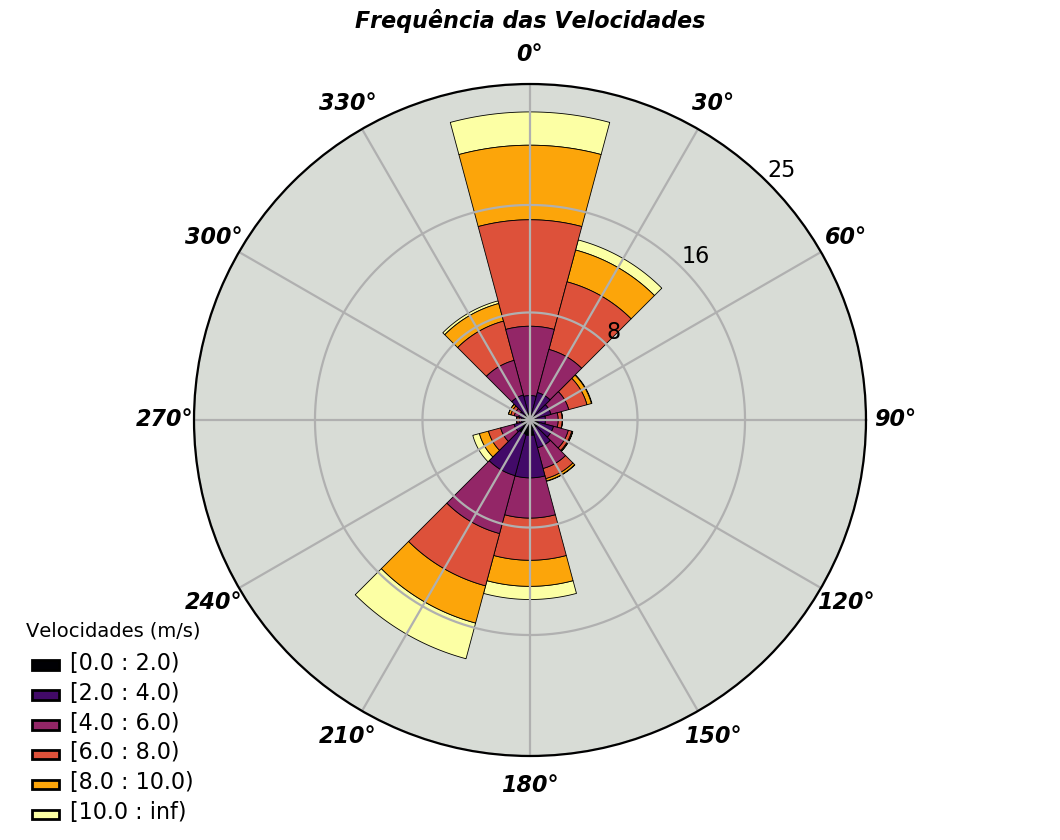 Frequência das Velocidades
0°
330°
30°
25
300°
60°
16
8
270°
90°
240°
120°
210°
150°
180°
Velocidades (m/s)
[0.0 : 2.0)
[2.0 : 4.0)
[4.0 : 6.0)
[6.0 : 8.0)
[8.0 : 10.0)
[10.0 : inf)